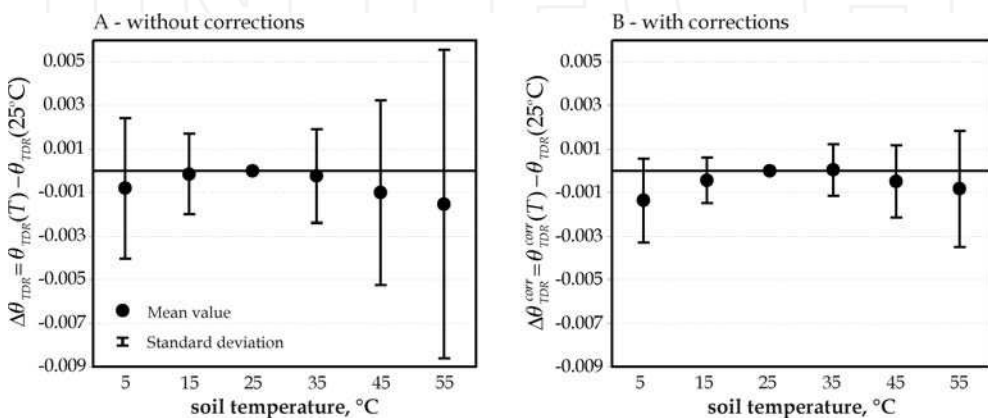 A - without corrections
Δθ_TDR = θ_TDR(T) − θ_TDR(25°C)
0.005
0.003
0.001
-0.001
-0.003
-0.005
-0.007
-0.009
Mean value
Standard deviation
5 15 25 35 45 55
soil temperature, °C
B - with corrections
Δθ_TDR^corr = θ_TDR^corr(T) − θ_TDR(25°C)
0.005
0.003
0.001
-0.001
-0.003
-0.005
-0.007
-0.009
5 15 25 35 45 55
soil temperature, °C